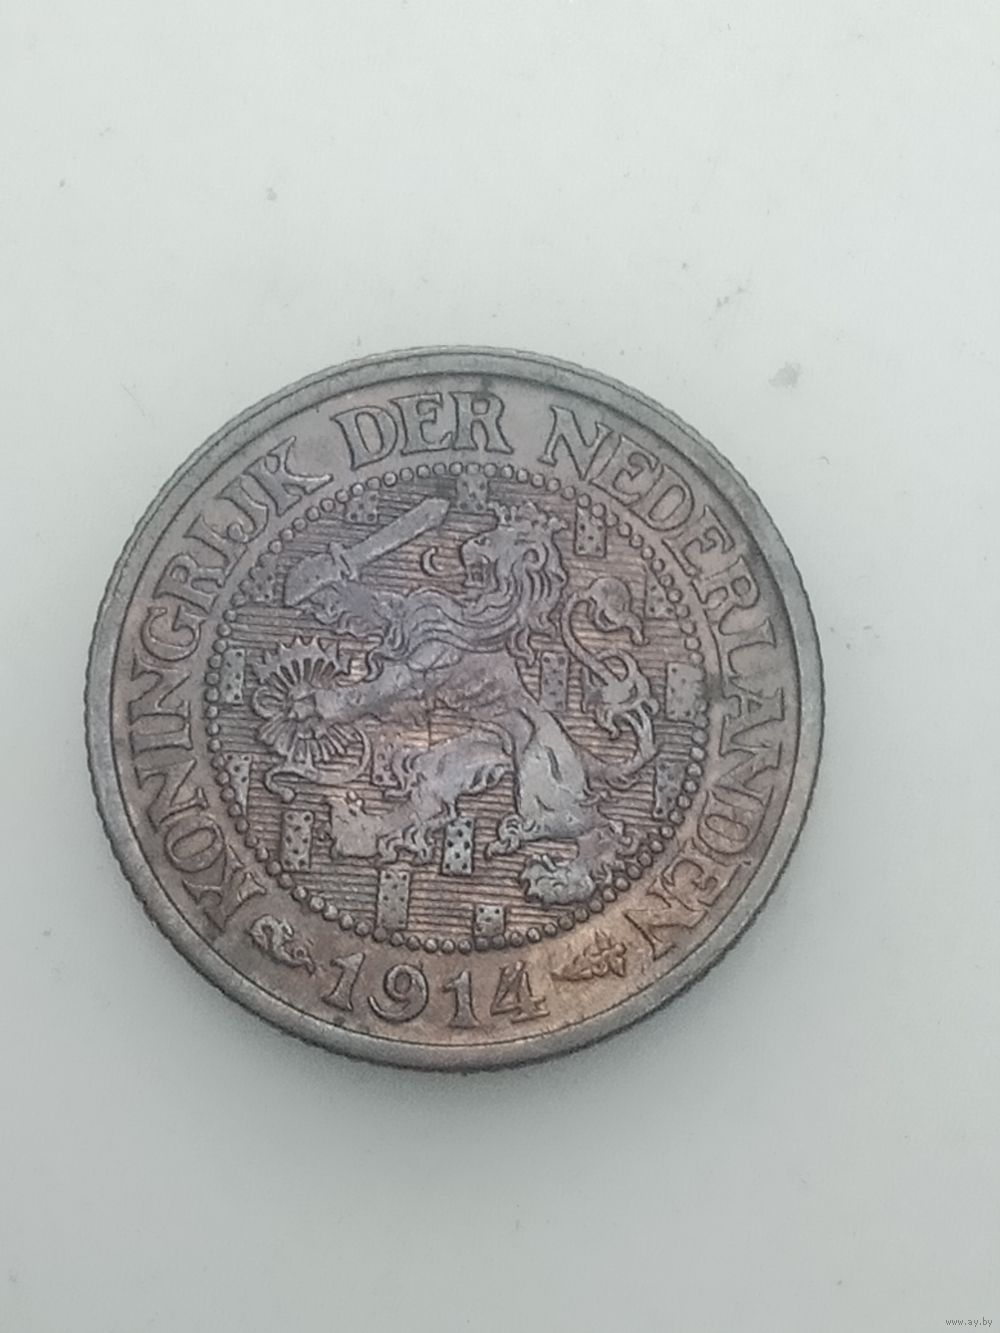 KONINGRIJK DER NEDERLANDEN
1914
www.ay.by